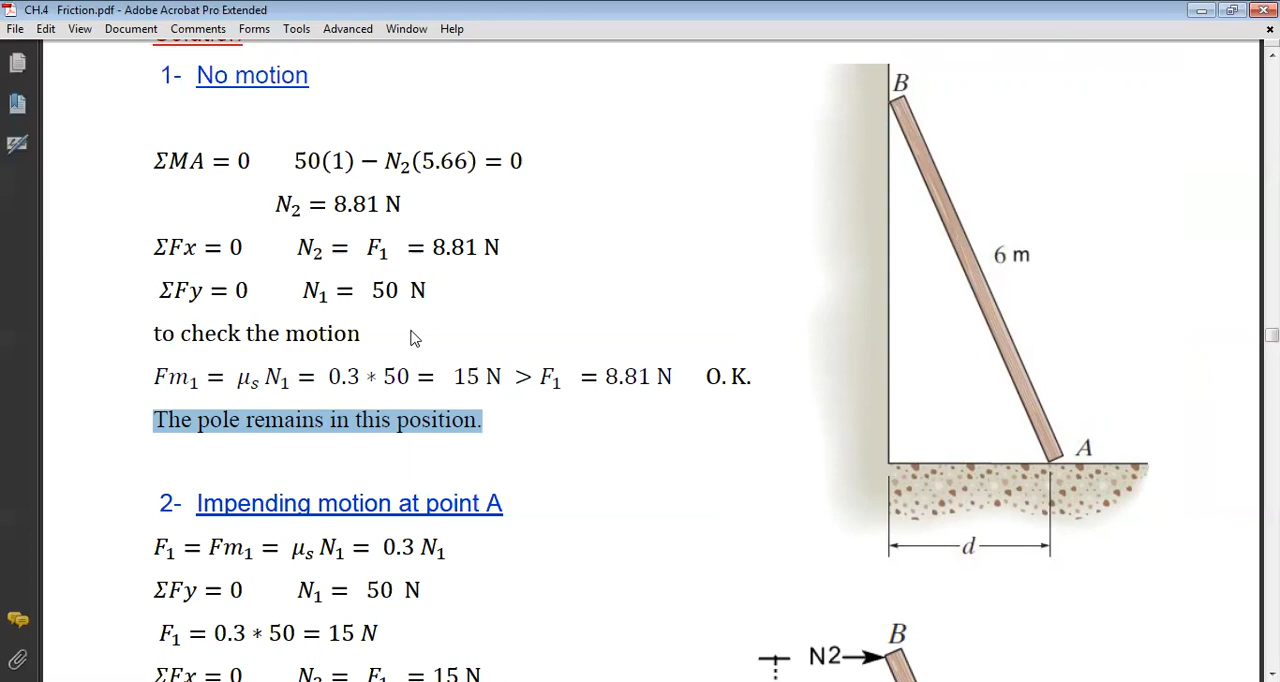 CH.4 Friction.pdf - Adobe Acrobat Pro Extended
File Edit View Document Comments Forms Tools Advanced Window Help
Solution
1- No motion
ΣMA = 0 50(1) − N₂(5.66) = 0
N₂ = 8.81 N
ΣFx = 0 N₂ = F₁ = 8.81 N
ΣFy = 0 N₁ = 50 N
to check the motion
Fm₁ = μₛ N₁ = 0.3 ∗ 50 = 15 N > F₁ = 8.81 N O. K.
The pole remains in this position.
2- Impending motion at point A
F₁ = Fm₁ = μₛ N₁ = 0.3 N₁
ΣFy = 0 N₁ = 50 N
F₁ = 0.3 ∗ 50 = 15 N
ΣFx = 0 N₂ = F₁ = 15 N
B
6 m
A
d
B
N2